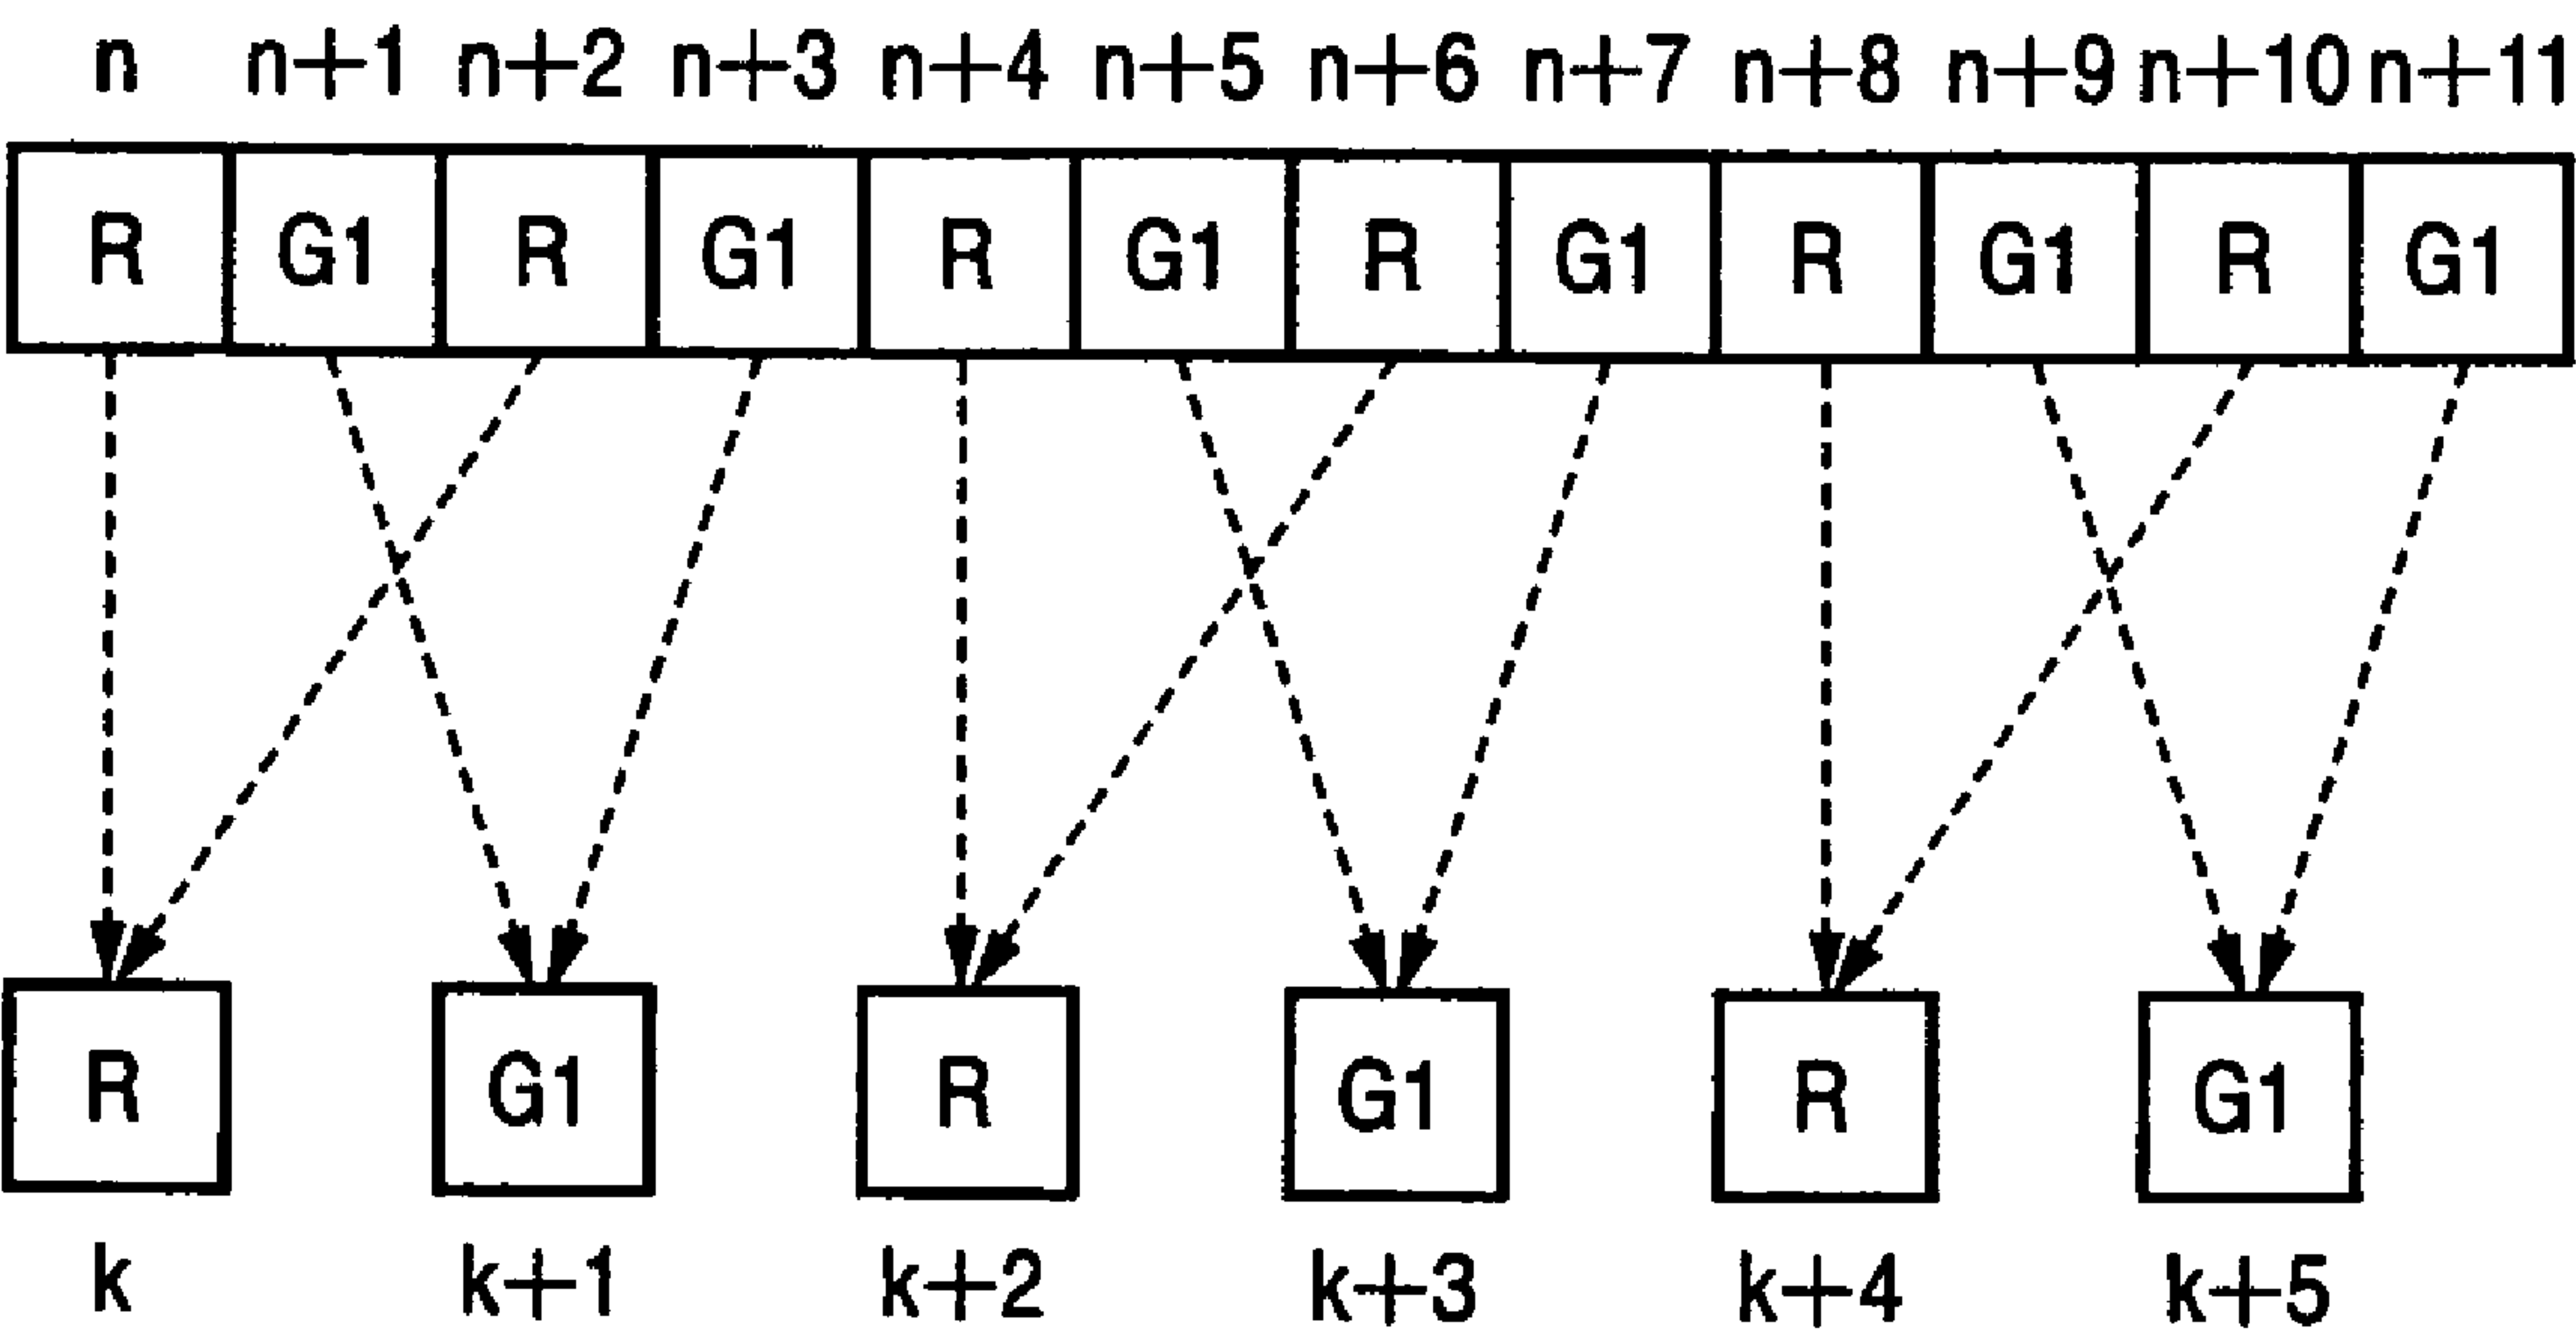 n n+1 n+2 n+3 n+4 n+5 n+6 n+7 n+8 n+9 n+10 n+11
R G1 R G1 R G1 R G1 R G1 R G1
R G1 R G1 R G1
k k+1 k+2 k+3 k+4 k+5